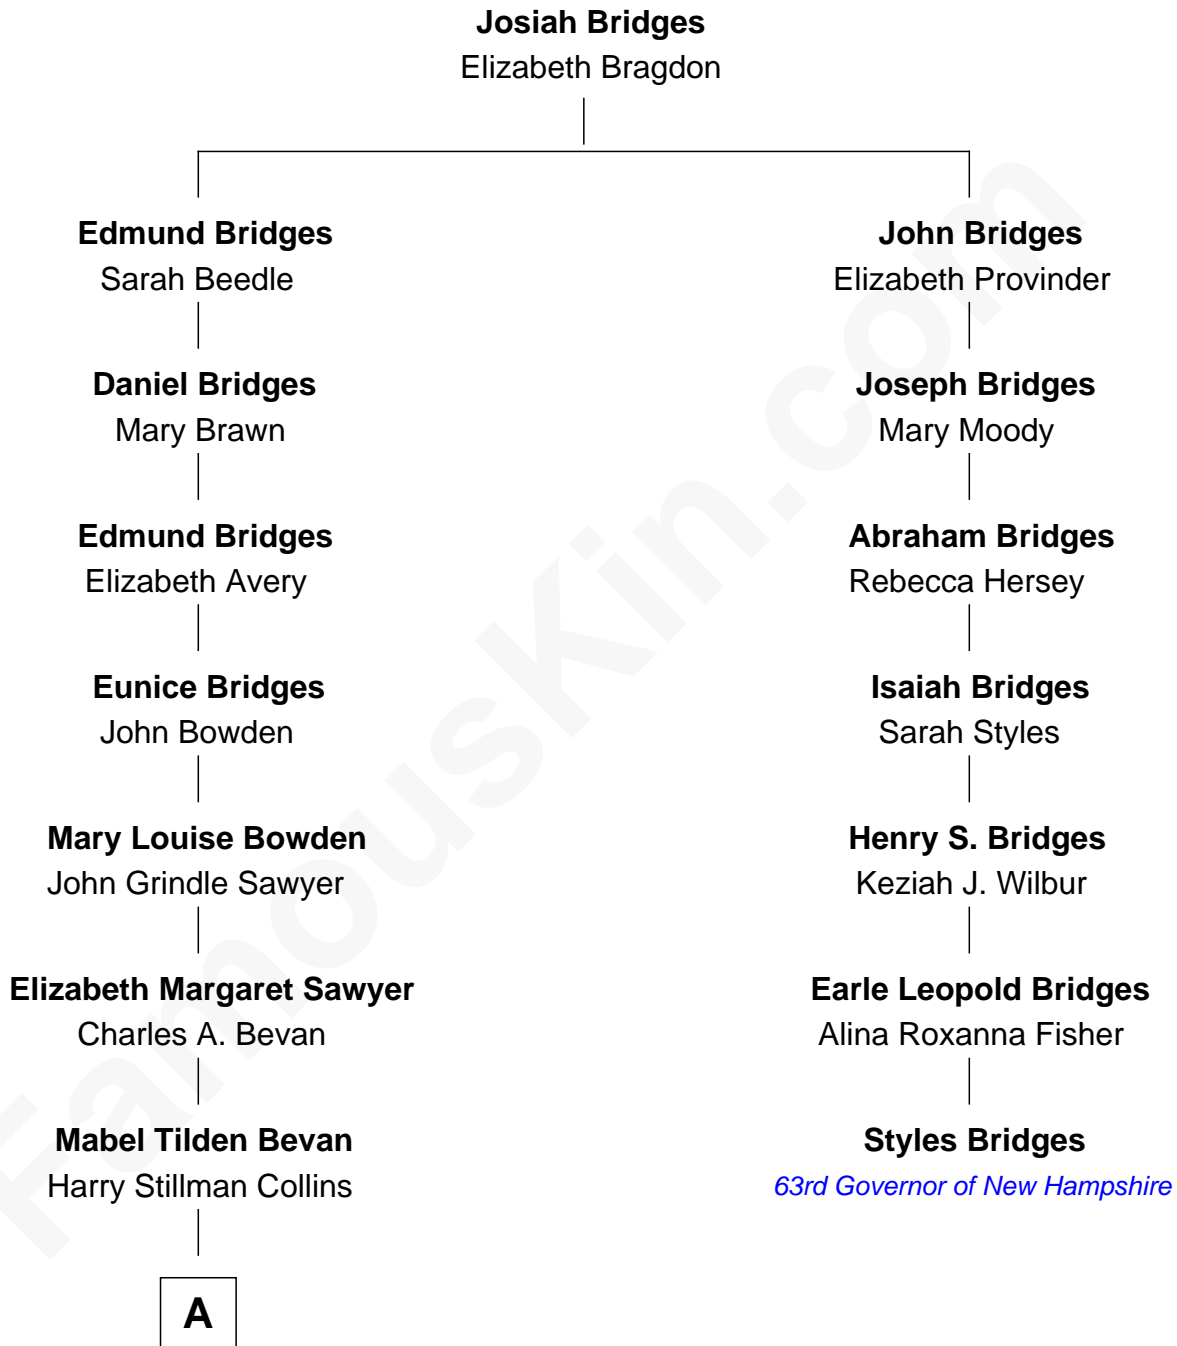 Josiah Bridges
Elizabeth Bragdon
Edmund Bridges
Sarah Beedle
John Bridges
Elizabeth Provinder
Daniel Bridges
Mary Brawn
Joseph Bridges
Mary Moody
Edmund Bridges
Elizabeth Avery
Abraham Bridges
Rebecca Hersey
Eunice Bridges
John Bowden
Isaiah Bridges
Sarah Styles
Mary Louise Bowden
John Grindle Sawyer
Henry S. Bridges
Keziah J. Wilbur
Elizabeth Margaret Sawyer
Charles A. Bevan
Earle Leopold Bridges
Alina Roxanna Fisher
Mabel Tilden Bevan
Harry Stillman Collins
Styles Bridges
63rd Governor of New Hampshire
A
FamousKin.com